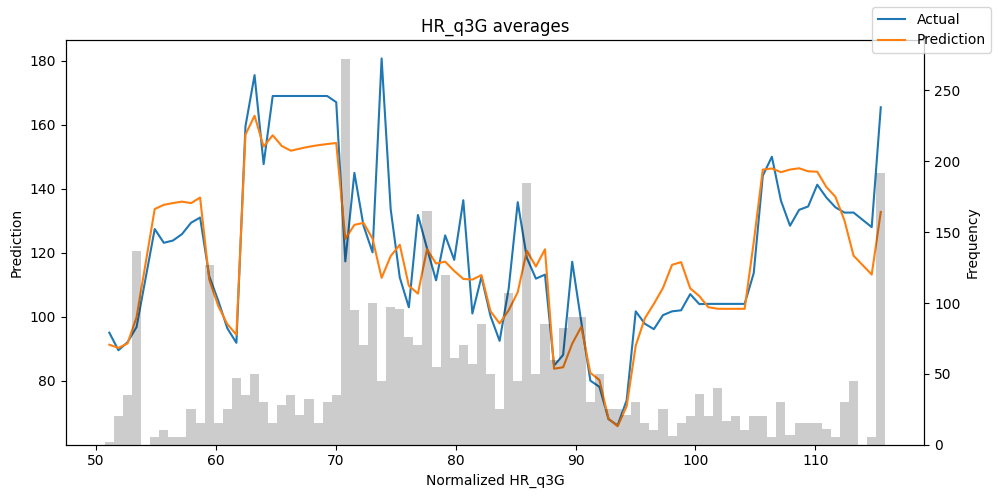 HR_q3G averages
Actual
Prediction
Prediction
180
160
140
120
100
80
250
200
150
100
50
0
Frequency
50 60 70 80 90 100 110
Normalized HR_q3G